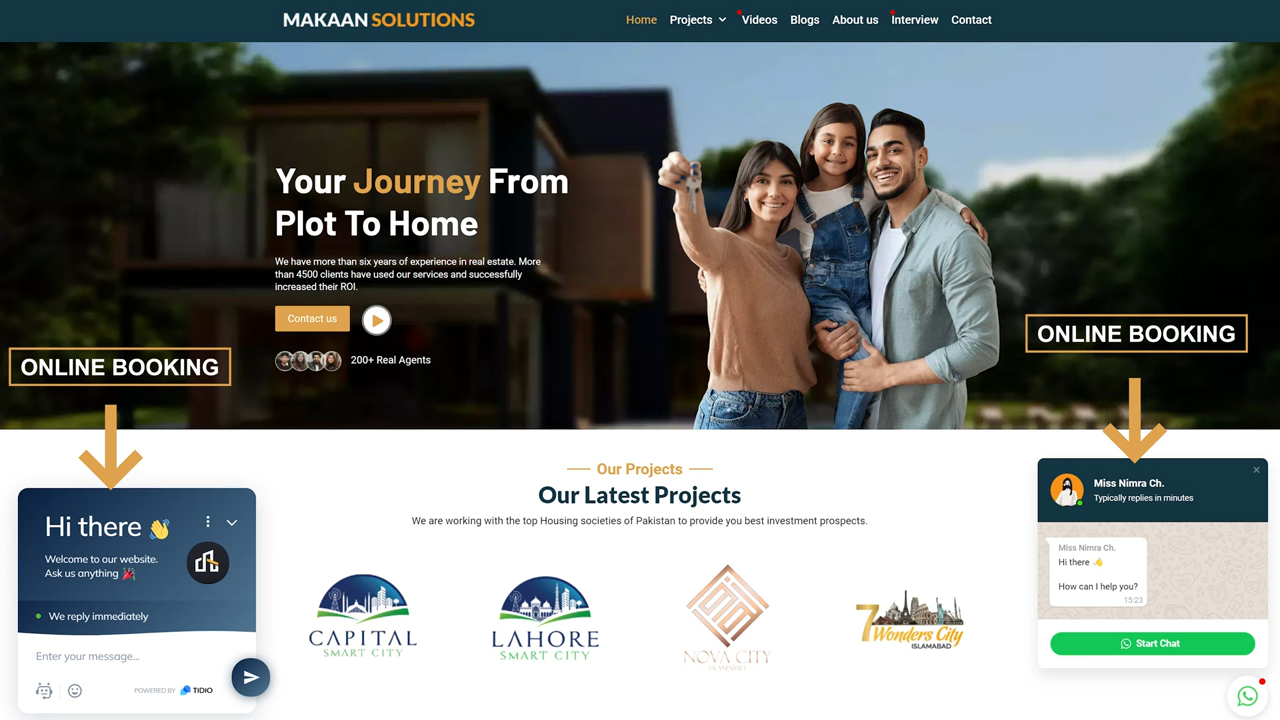 MAKAAN SOLUTIONS
Home Projects Videos Blogs About us Interview Contact
Your Journey From
Plot To Home
We have more than six years of experience in real estate. More
than 4500 clients have used our services and successfully
increased their ROI.
Contact us
200+ Real Agents
ONLINE BOOKING
ONLINE BOOKING
Our Projects
Our Latest Projects
We are working with the top Housing societies of Pakistan to provide you best investment prospects.
CAPITAL
SMART CITY
LAHORE
SMART CITY
NOVA CITY
ISLAMABAD
7 Wonders City
ISLAMABAD
Hi there 👋
Welcome to our website.
Ask us anything 🎉
We reply immediately
Enter your message...
POWERED BY TIDIO
Miss Nimra Ch.
Typically replies in minutes
Miss Nimra Ch.
Hi there 👋
How can I help you?
15:23
Start Chat